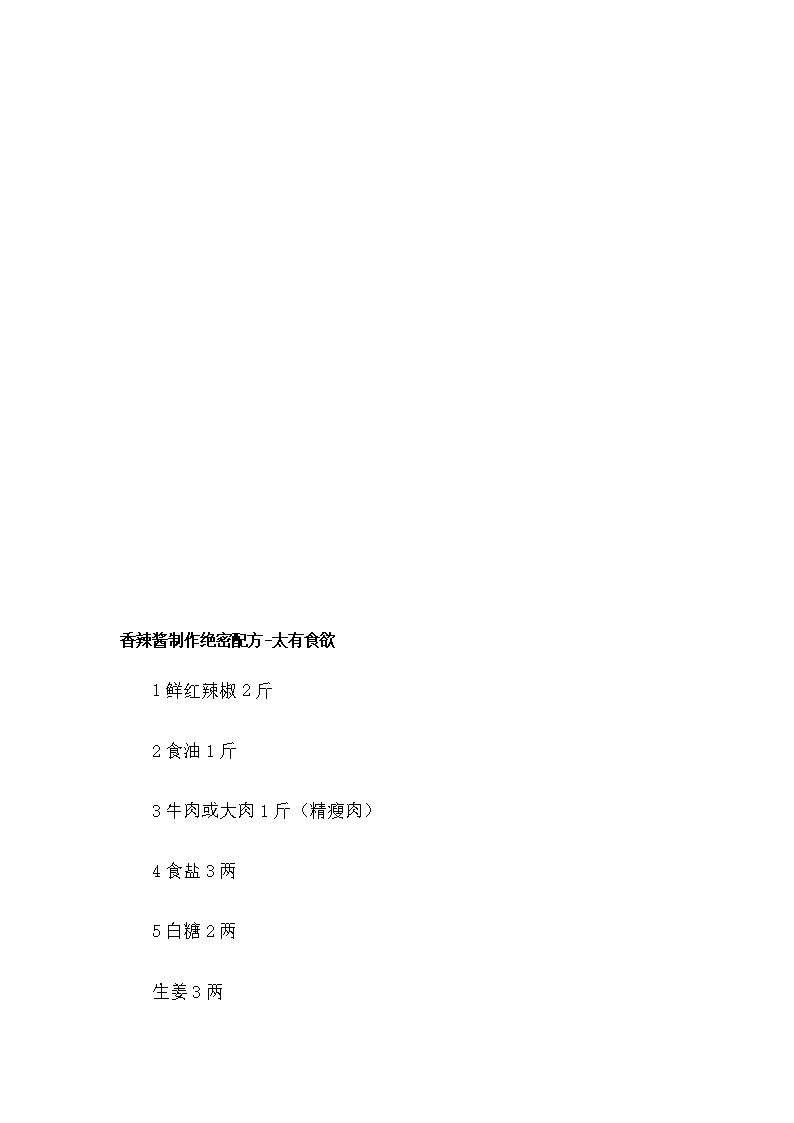 香辣酱制作绝密配方-太有食欲
1 鲜红辣椒 2 斤
2 食油 1 斤
3 牛肉或大肉 1 斤（精瘦肉）
4 食盐 3 两
5 白糖 2 两
生姜 3 两